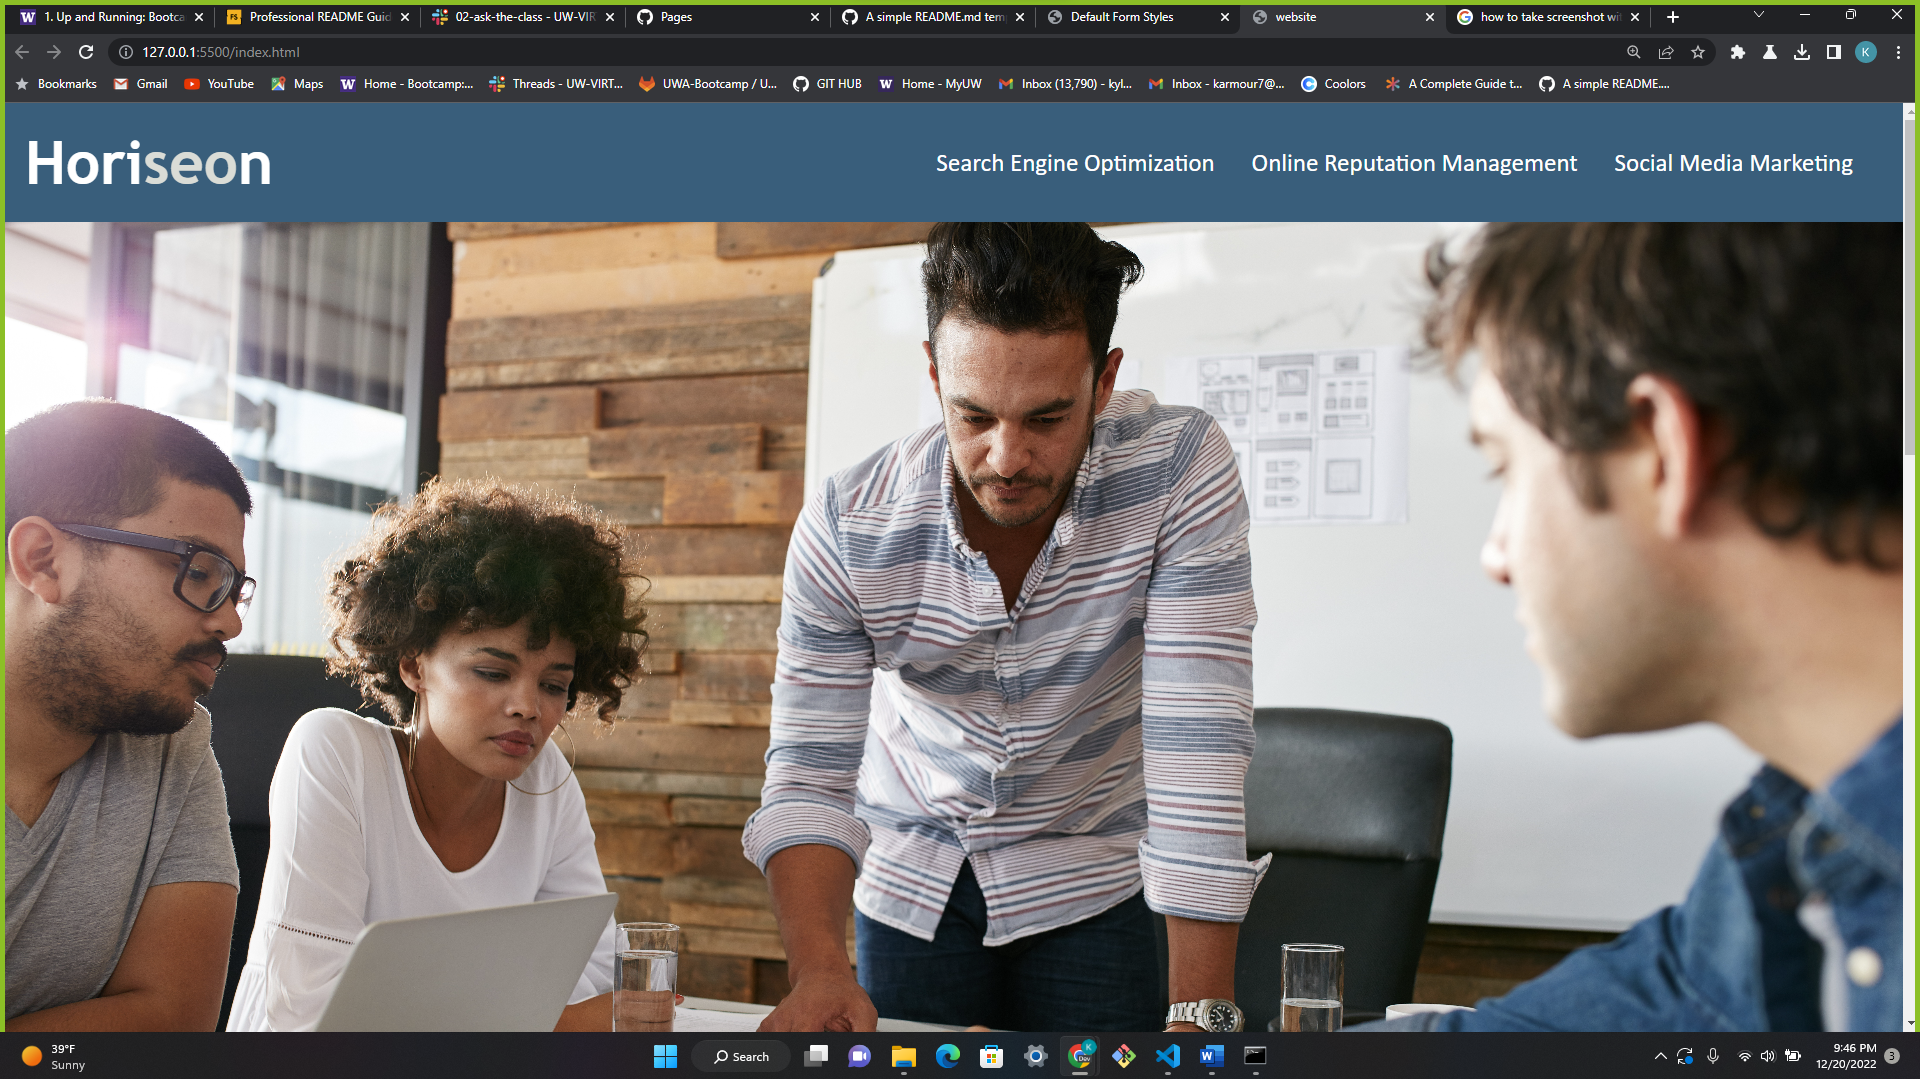 1. Up and Running: Bootca
Professional README Guid
02-ask-the-class - UW-VIR
Pages
A simple README.md tem
Default Form Styles
website
how to take screenshot wi
127.0.0.1:5500/index.html
K
Bookmarks
Gmail
YouTube
Maps
Home - Bootcamp:...
Threads - UW-VIRT...
UWA-Bootcamp / U...
GIT HUB
Home - MyUW
Inbox (13,790) - kyl...
Inbox - karmour7@...
Coolors
A Complete Guide t...
A simple README....
Horiseon
Search Engine Optimization
Online Reputation Management
Social Media Marketing
39°F
Sunny
Search
9:46 PM
12/20/2022
3